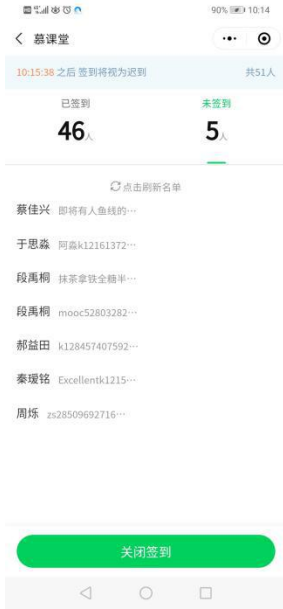 90% 10:14
慕课堂
10:15:38 之后 签到将视为迟到 共51人
已签到 未签到
46人 5人
点击刷新名单
蔡佳兴 即将有人鱼线的…
于思淼 阿淼k12161372…
段禹桐 抹茶拿铁全糖半…
段禹桐 mooc52803282…
郝益田 k128457407592…
秦瑷铭 Excellentk1215…
周烁 zs28509692716…
关闭签到